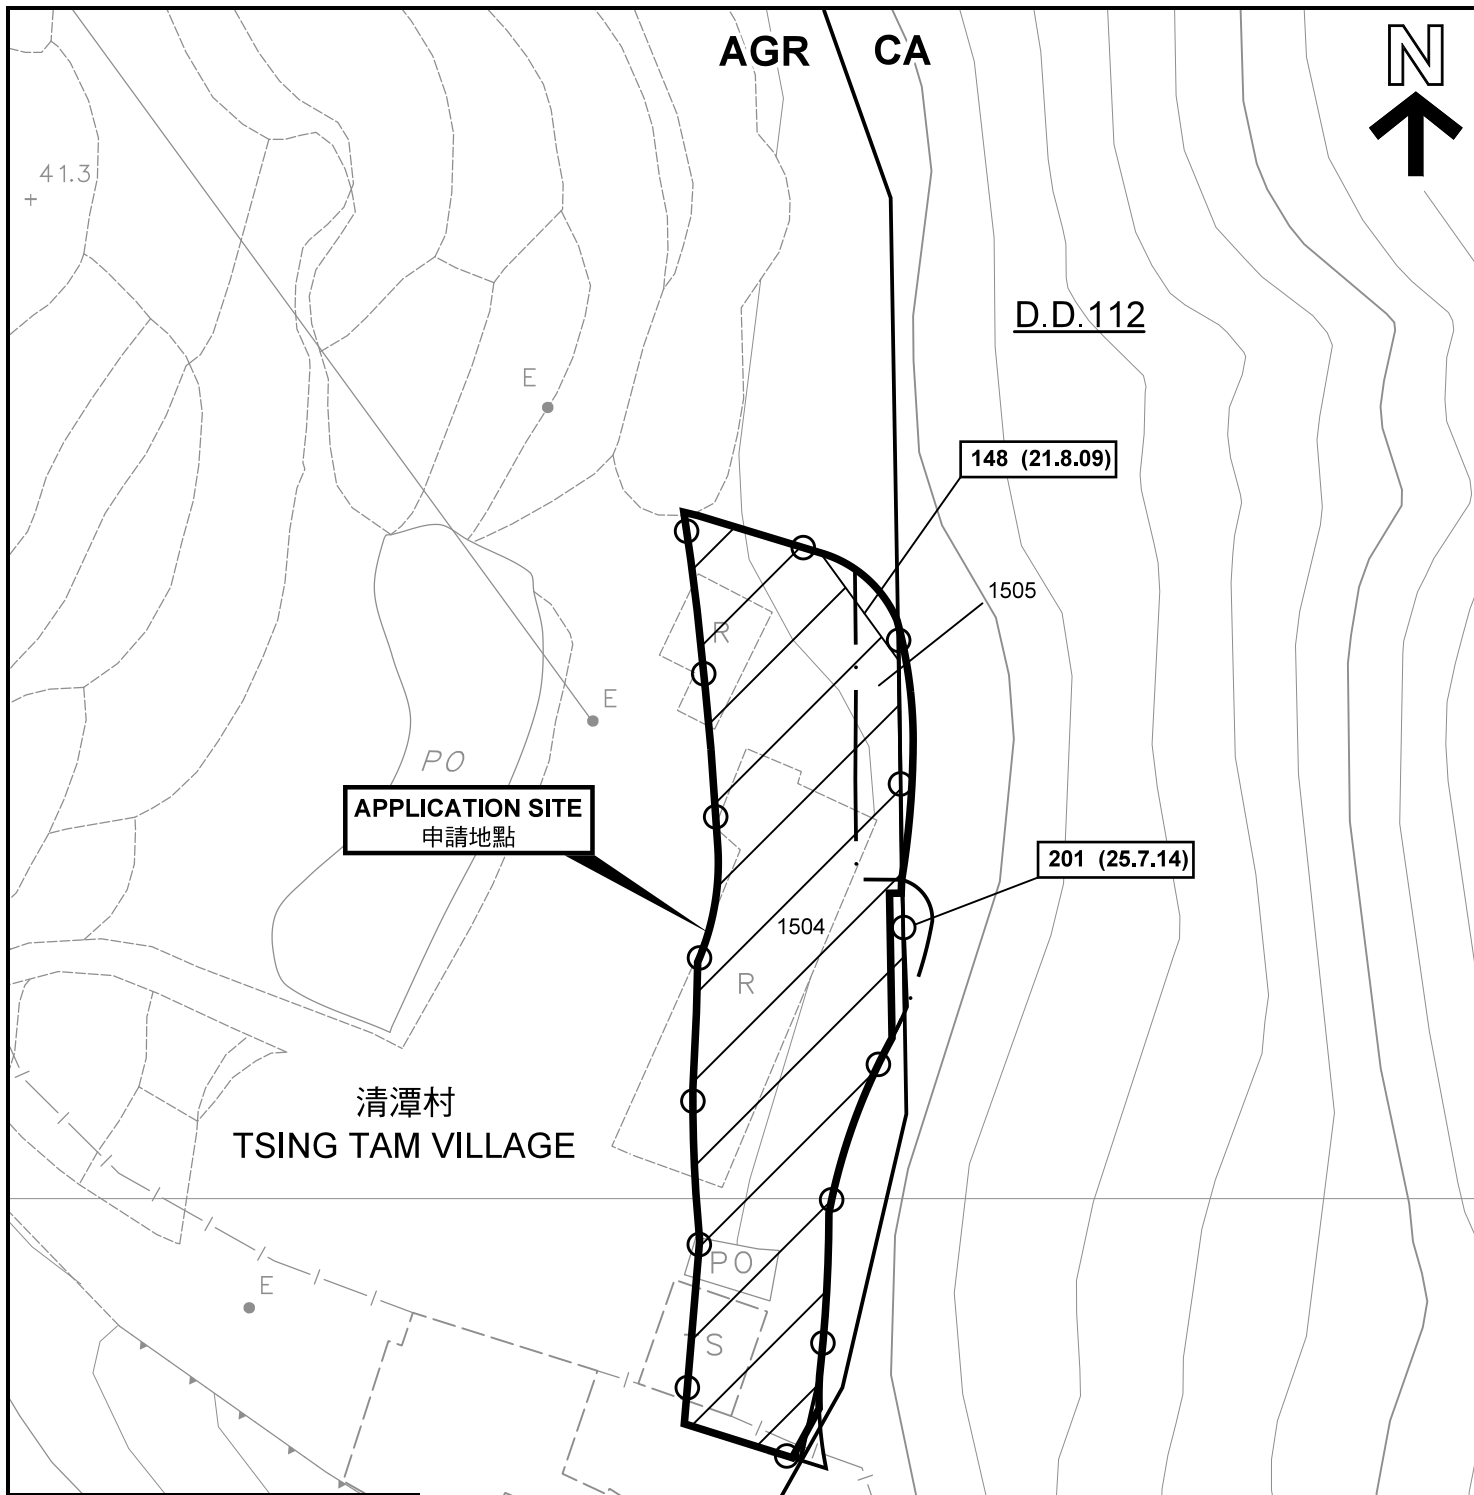 AGR CA
N
41.3
D.D.112
E
148 (21.8.09)
1505
R
E
PO
APPLICATION SITE
申請地點
201 (25.7.14)
1504
R
清潭村
TSING TAM VILLAGE
PO
E
TS